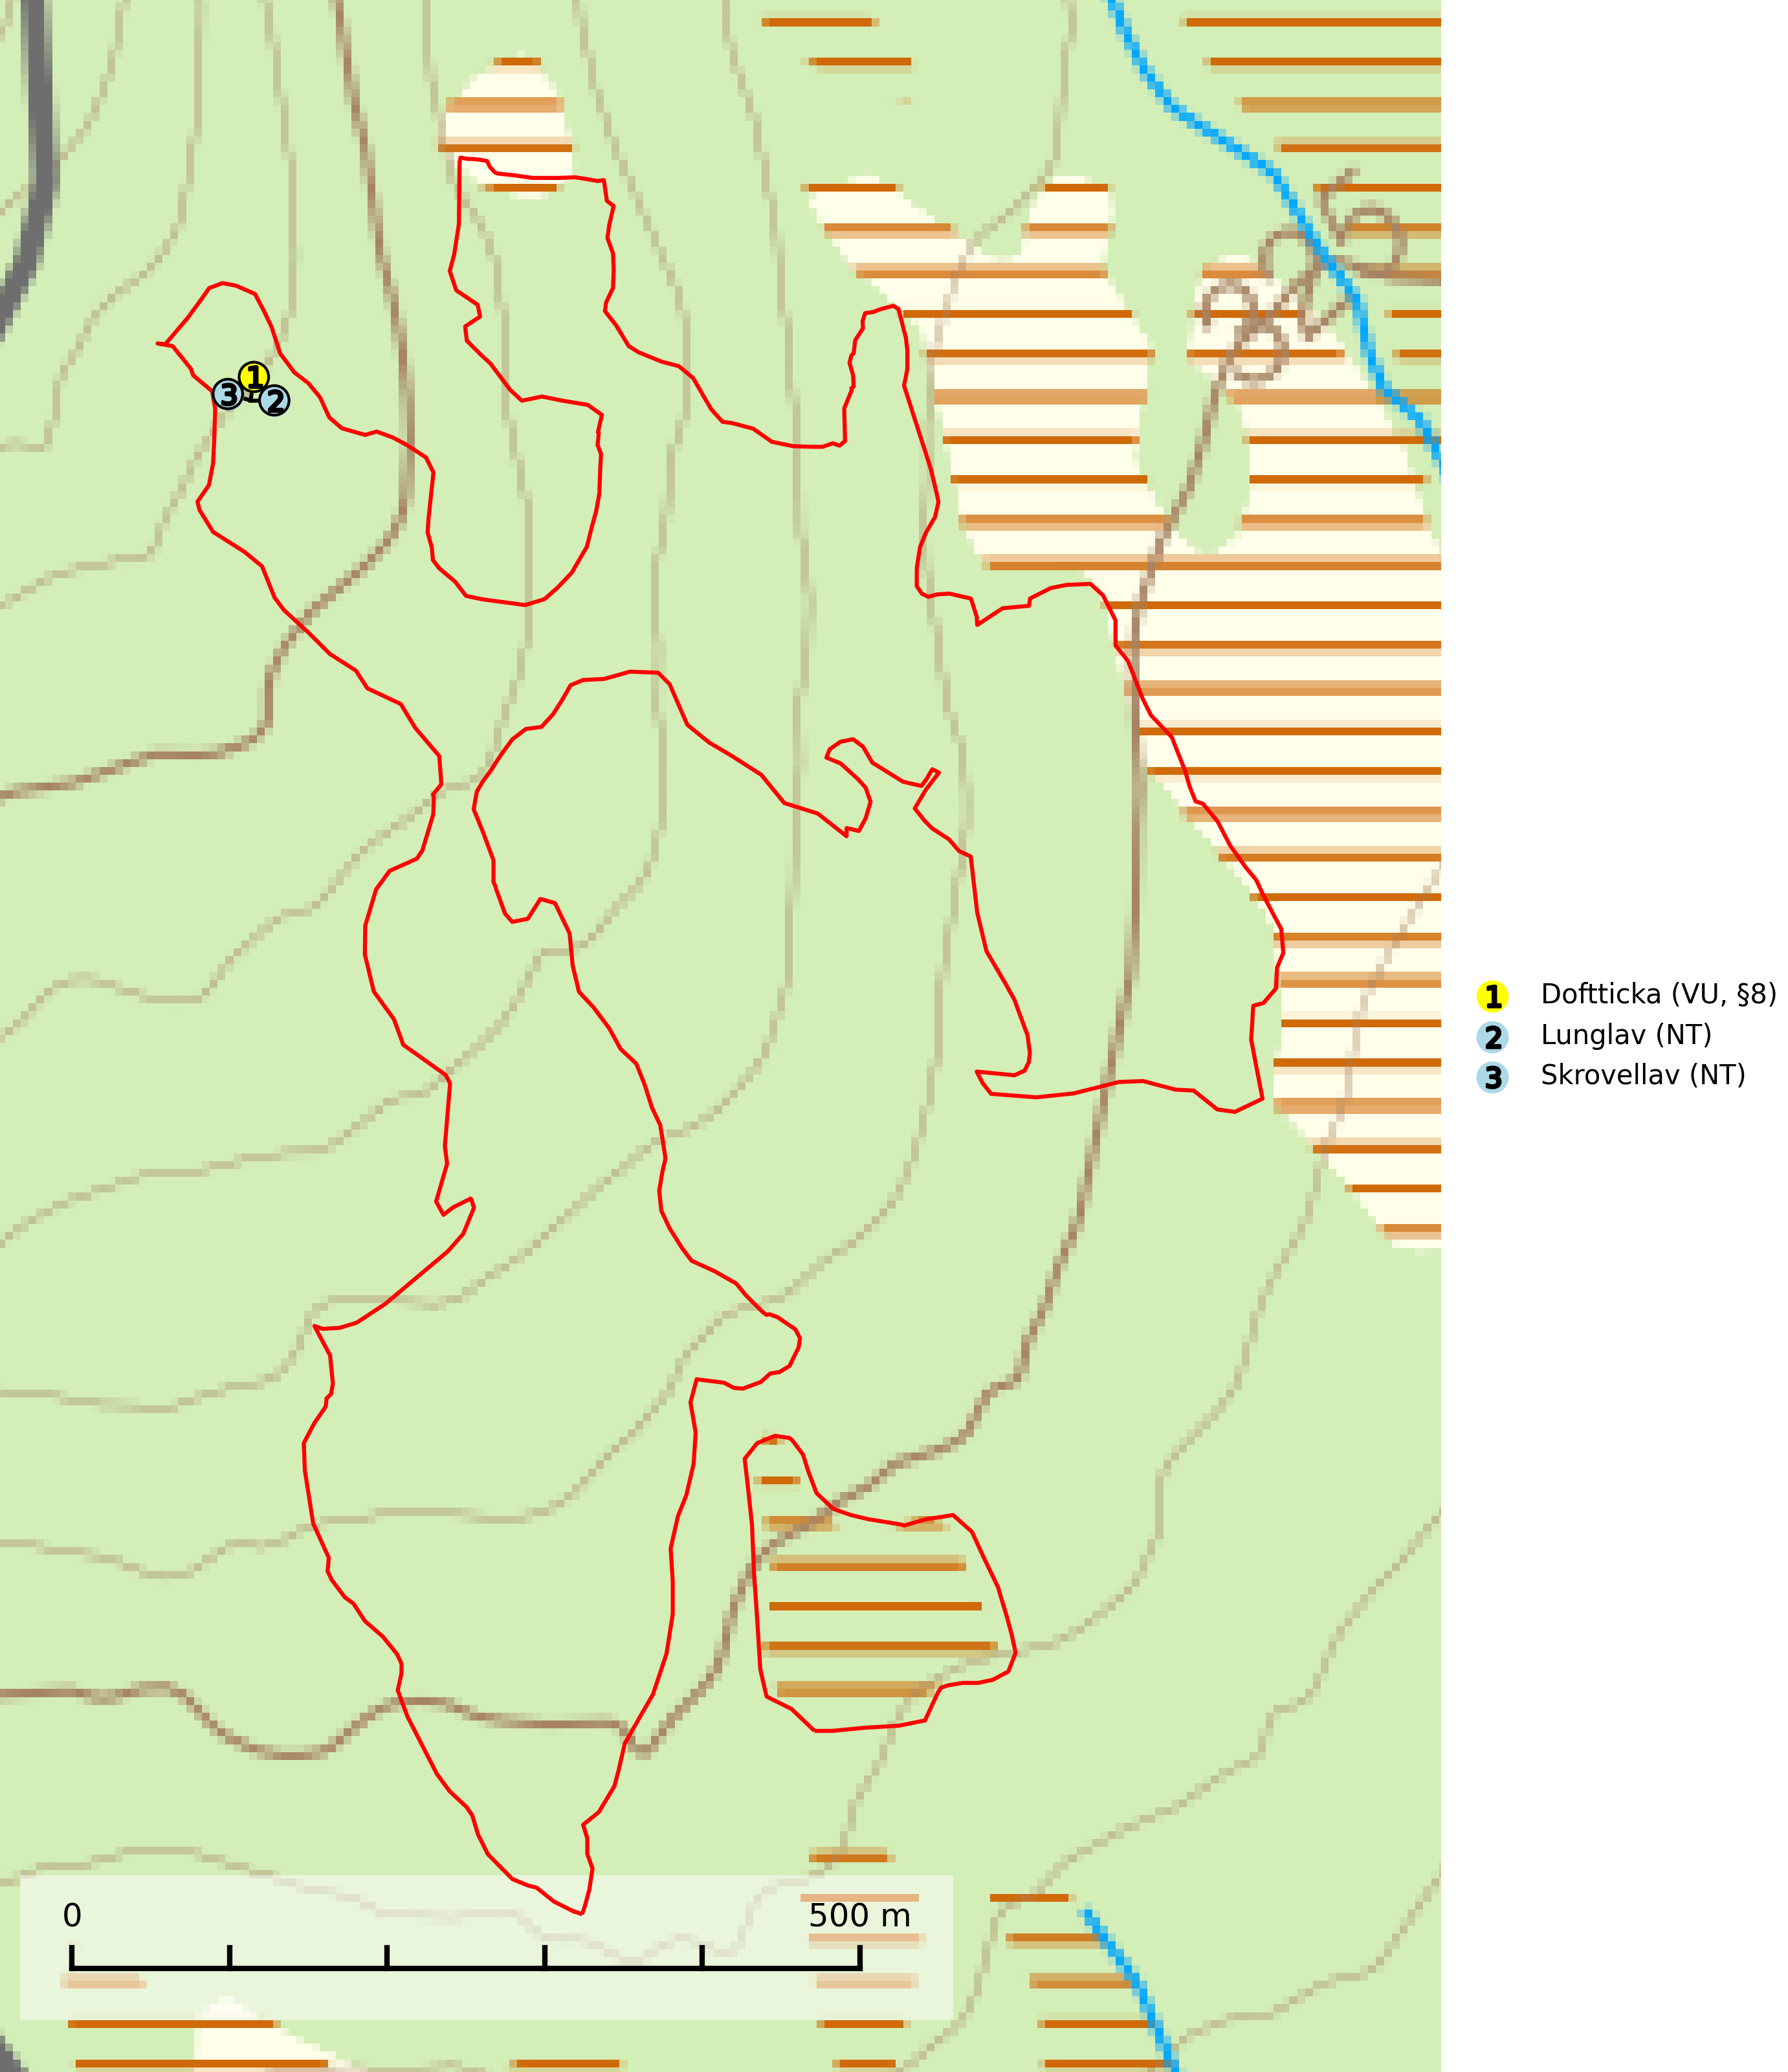 1
3
2
1 Doftticka (VU, §8)
2 Lunglav (NT)
3 Skrovellav (NT)
0 500 m